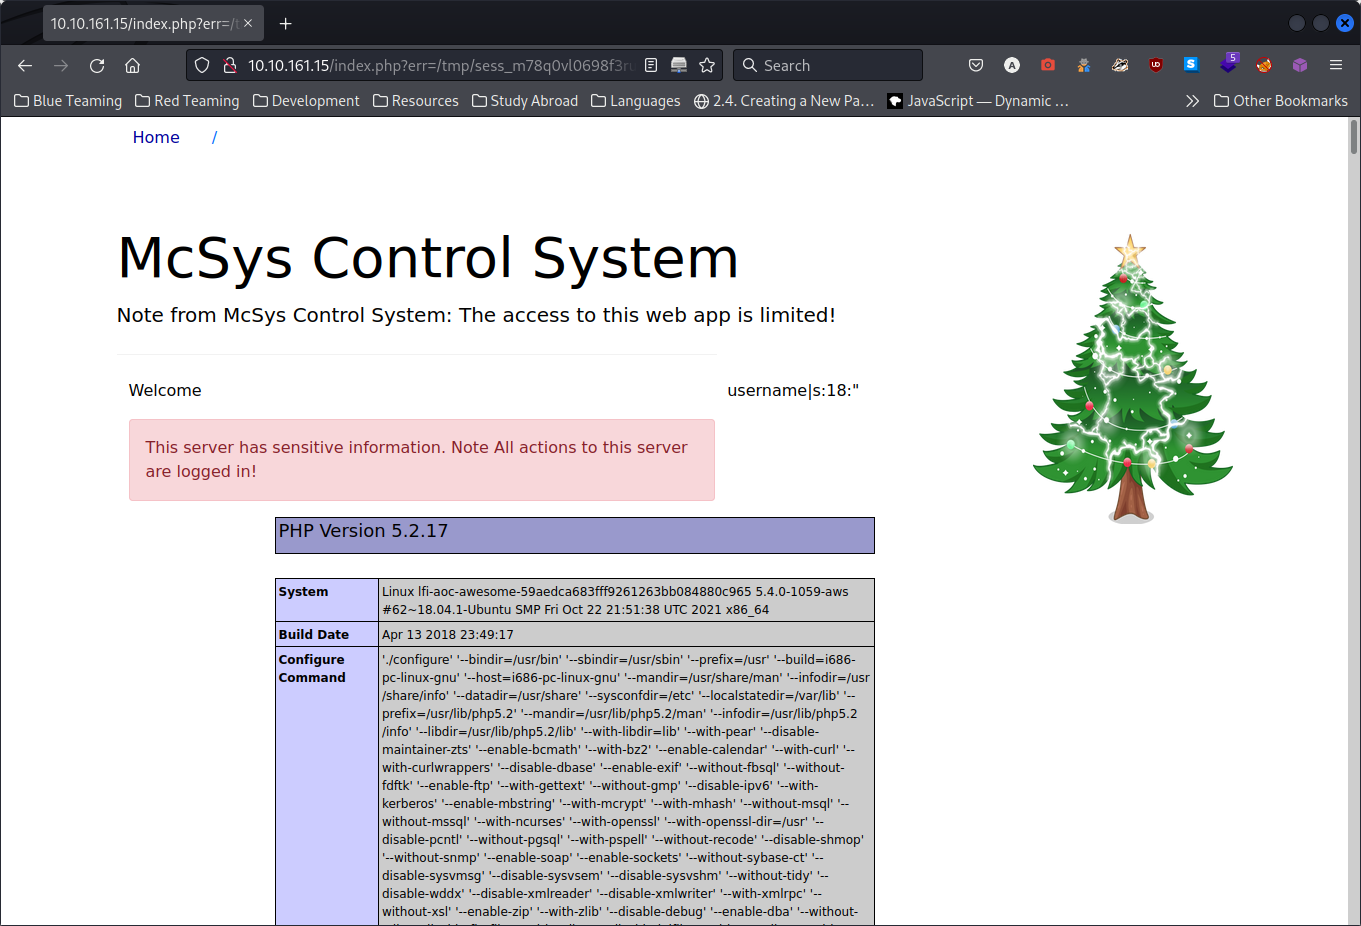 10.10.161.15/index.php?err=/t
10.10.161.15/index.php?err=/tmp/sess_m78q0vl0698f3r
Search
5
Blue Teaming
Red Teaming
Development
Resources
Study Abroad
Languages
2.4. Creating a New Pa…
JavaScript — Dynamic …
Other Bookmarks
Home /
McSys Control System
Note from McSys Control System: The access to this web app is limited!
Welcome
username|s:18:"
This server has sensitive information. Note All actions to this server
are logged in!
PHP Version 5.2.17
System Linux lfi-aoc-awesome-59aedca683fff9261263bb084880c965 5.4.0-1059-aws
#62~18.04.1-Ubuntu SMP Fri Oct 22 21:51:38 UTC 2021 x86_64
Build Date Apr 13 2018 23:49:17
Configure Command './configure' '--bindir=/usr/bin' '--sbindir=/usr/sbin' '--prefix=/usr' '--build=i686-
pc-linux-gnu' '--host=i686-pc-linux-gnu' '--mandir=/usr/share/man' '--infodir=/usr
/share/info' '--datadir=/usr/share' '--sysconfdir=/etc' '--localstatedir=/var/lib' '--
prefix=/usr/lib/php5.2' '--mandir=/usr/lib/php5.2/man' '--infodir=/usr/lib/php5.2
/info' '--libdir=/usr/lib/php5.2/lib' '--with-libdir=lib' '--with-pear' '--disable-
maintainer-zts' '--enable-bcmath' '--with-bz2' '--enable-calendar' '--with-curl' '--
with-curlwrappers' '--disable-dbase' '--enable-exif' '--without-fbsql' '--without-
fdftk' '--enable-ftp' '--with-gettext' '--without-gmp' '--disable-ipv6' '--with-
kerberos' '--enable-mbstring' '--with-mcrypt' '--with-mhash' '--without-msql' '--
without-mssql' '--with-ncurses' '--with-openssl' '--with-openssl-dir=/usr' '--
disable-pcntl' '--without-pgsql' '--with-pspell' '--without-recode' '--disable-shmop'
'--without-snmp' '--enable-soap' '--enable-sockets' '--without-sybase-ct' '--
disable-sysvmsg' '--disable-sysvsem' '--disable-sysvshm' '--without-tidy' '--
disable-wddx' '--disable-xmlreader' '--disable-xmlwriter' '--with-xmlrpc' '--
without-xsl' '--enable-zip' '--with-zlib' '--disable-debug' '--enable-dba' '--without-